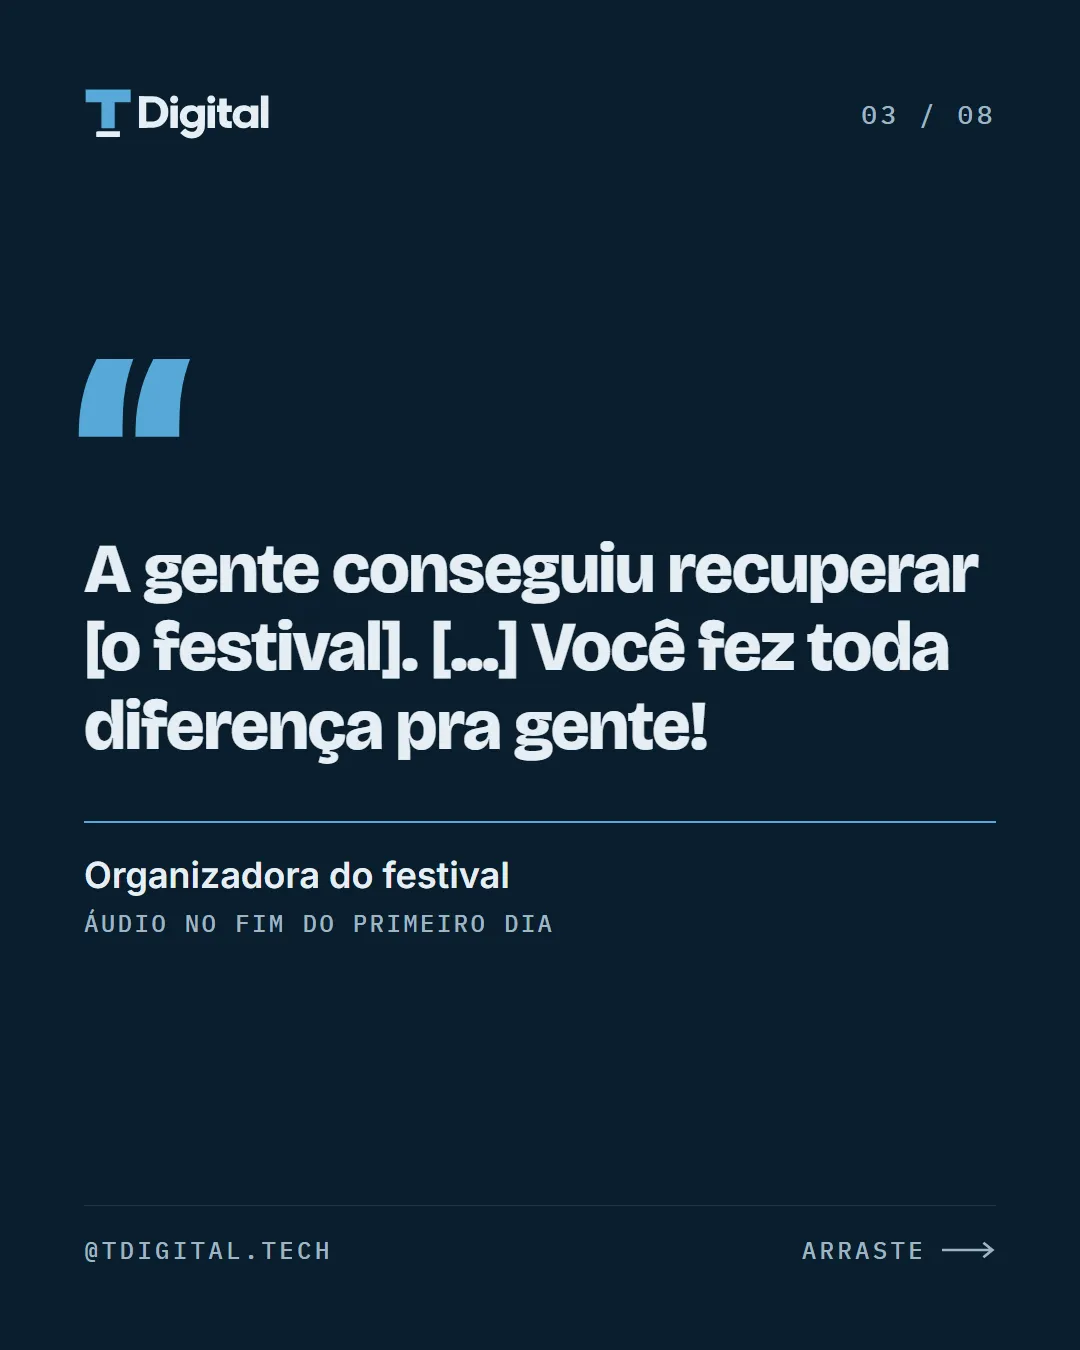 T Digital
03 / 08
“
A gente conseguiu recuperar
[o festival]. [...] Você fez toda
diferença pra gente!
Organizadora do festival
ÁUDIO NO FIM DO PRIMEIRO DIA
@TDIGITAL.TECH
ARRASTE →